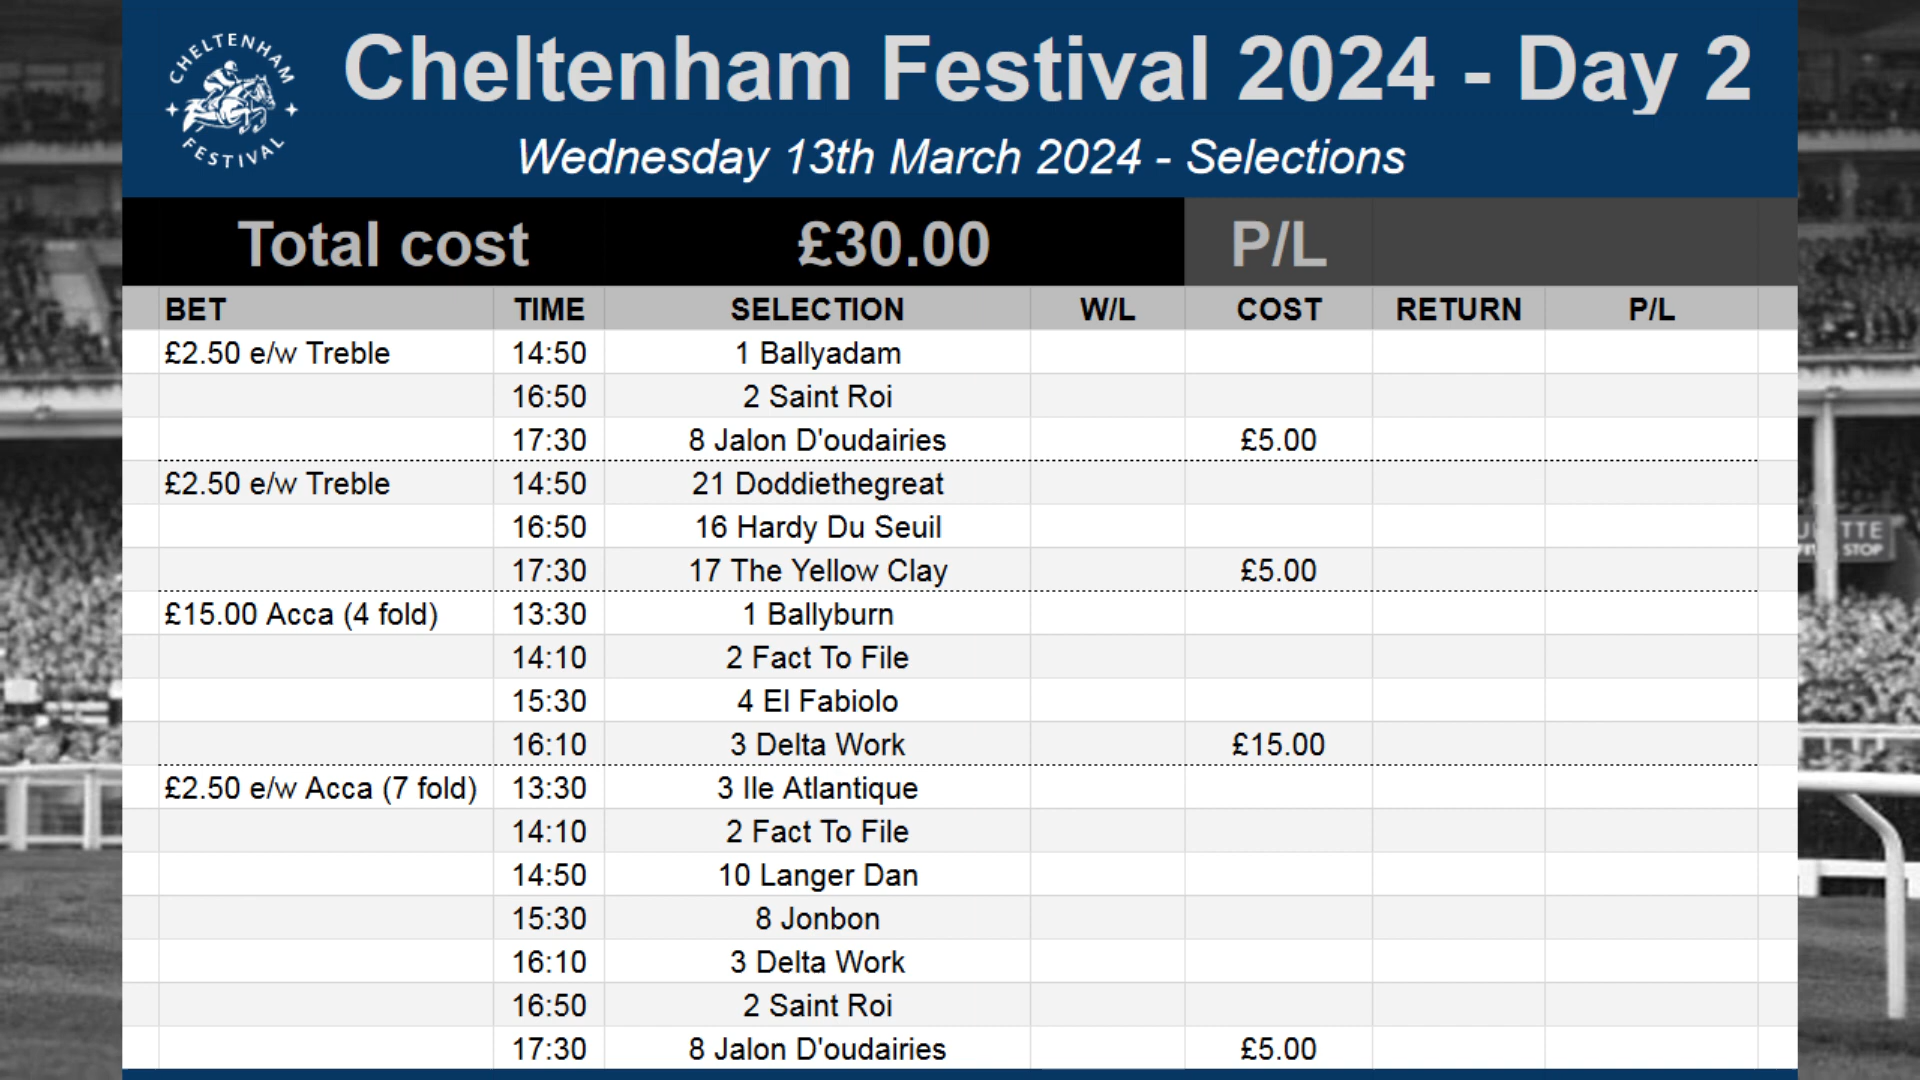 CHELTENHAM FESTIVAL
Cheltenham Festival 2024 - Day 2
Wednesday 13th March 2024 - Selections
Total cost £30.00 P/L
BET TIME SELECTION W/L COST RETURN P/L
£2.50 e/w Treble 14:50 1 Ballyadam
16:50 2 Saint Roi
17:30 8 Jalon D'oudairies £5.00
£2.50 e/w Treble 14:50 21 Doddiethegreat
16:50 16 Hardy Du Seuil
17:30 17 The Yellow Clay £5.00
£15.00 Acca (4 fold) 13:30 1 Ballyburn
14:10 2 Fact To File
15:30 4 El Fabiolo
16:10 3 Delta Work £15.00
£2.50 e/w Acca (7 fold) 13:30 3 Ile Atlantique
14:10 2 Fact To File
14:50 10 Langer Dan
15:30 8 Jonbon
16:10 3 Delta Work
16:50 2 Saint Roi
17:30 8 Jalon D'oudairies £5.00
STOP